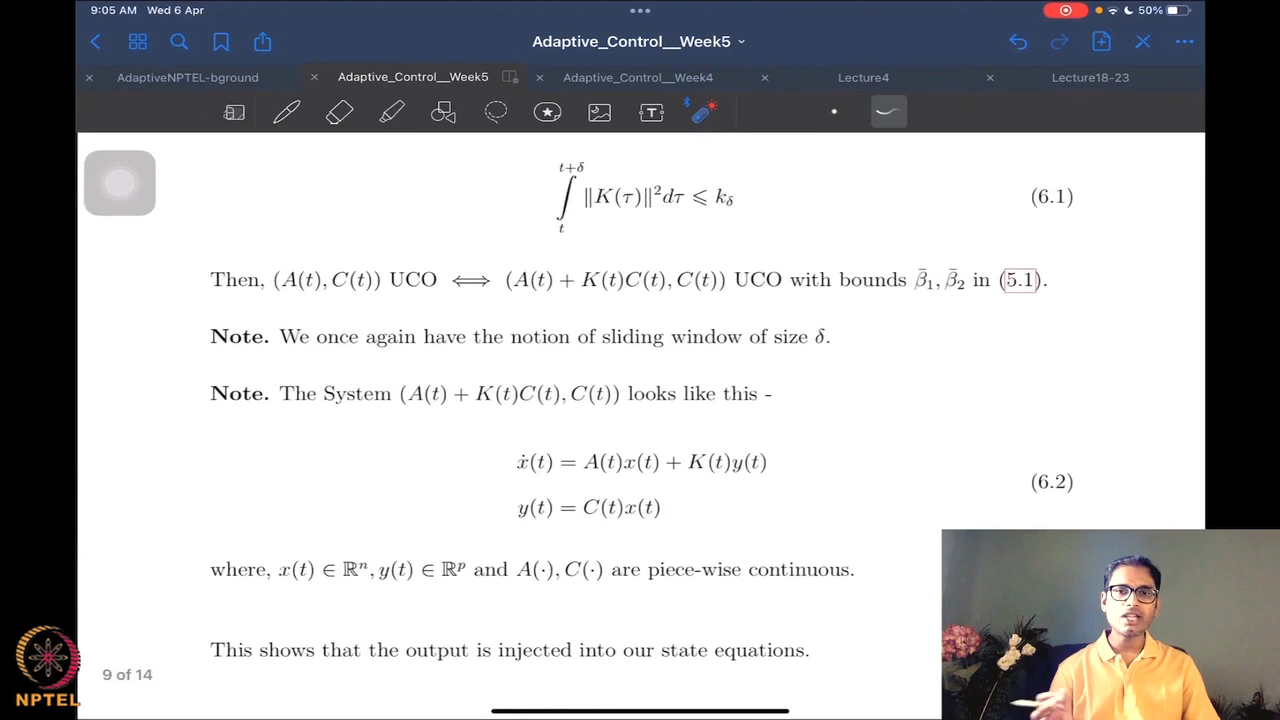 9:05 AM Wed 6 Apr
50%
Adaptive_Control__Week5
AdaptiveNPTEL-bground
Adaptive_Control__Week5
Adaptive_Control__Week4
Lecture4
Lecture18-23
∫_t^{t+δ} ‖K(τ)‖²dτ ⩽ k_δ (6.1)
Then, (A(t), C(t)) UCO ⟺ (A(t) + K(t)C(t), C(t)) UCO with bounds β̄₁, β̄₂ in (5.1).
Note. We once again have the notion of sliding window of size δ.
Note. The System (A(t) + K(t)C(t), C(t)) looks like this -
ẋ(t) = A(t)x(t) + K(t)y(t)
y(t) = C(t)x(t)
(6.2)
where, x(t) ∈ ℝⁿ, y(t) ∈ ℝᵖ and A(·), C(·) are piece-wise continuous.
This shows that the output is injected into our state equations.
9 of 14
NPTEL